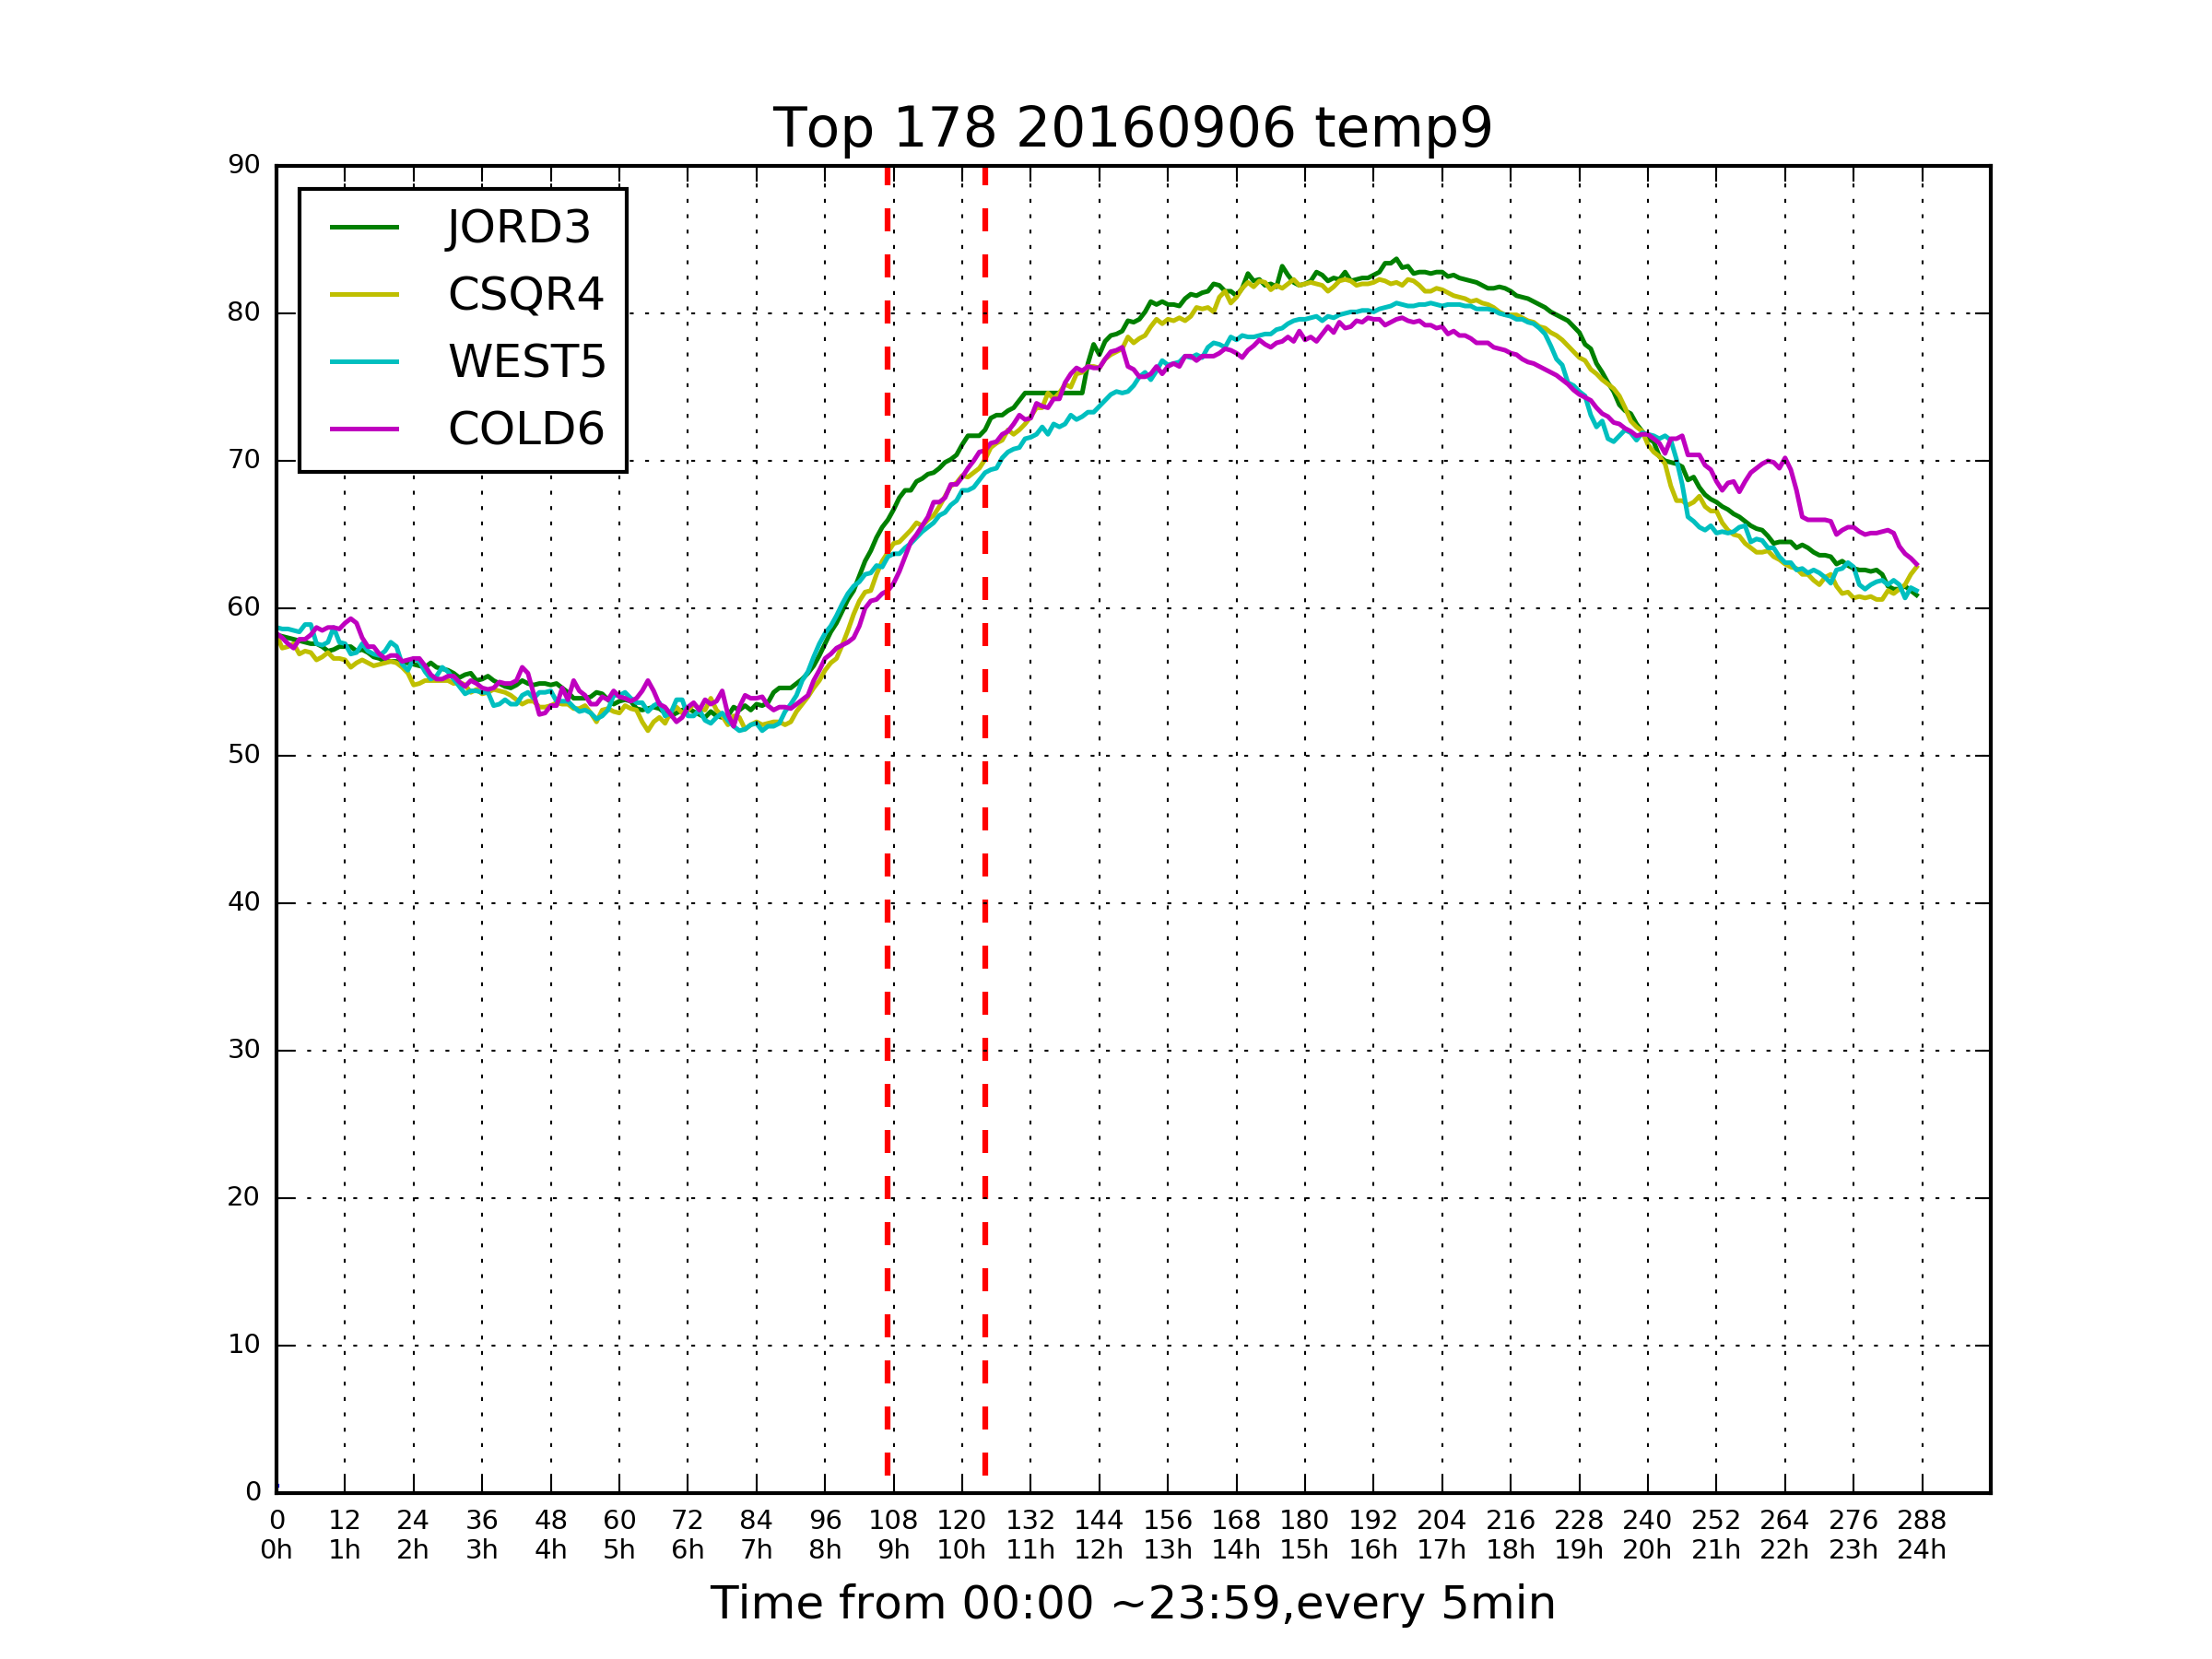 Top 178 20160906 temp9
90
80
70
60
50
40
30
20
10
0
JORD3
CSQR4
WEST5
COLD6
0 12 24 36 48 60 72 84 96 108 120 132 144 156 168 180 192 204 216 228 240 252 264 276 288
0h 1h 2h 3h 4h 5h 6h 7h 8h 9h 10h 11h 12h 13h 14h 15h 16h 17h 18h 19h 20h 21h 22h 23h 24h
Time from 00:00 ~23:59,every 5min